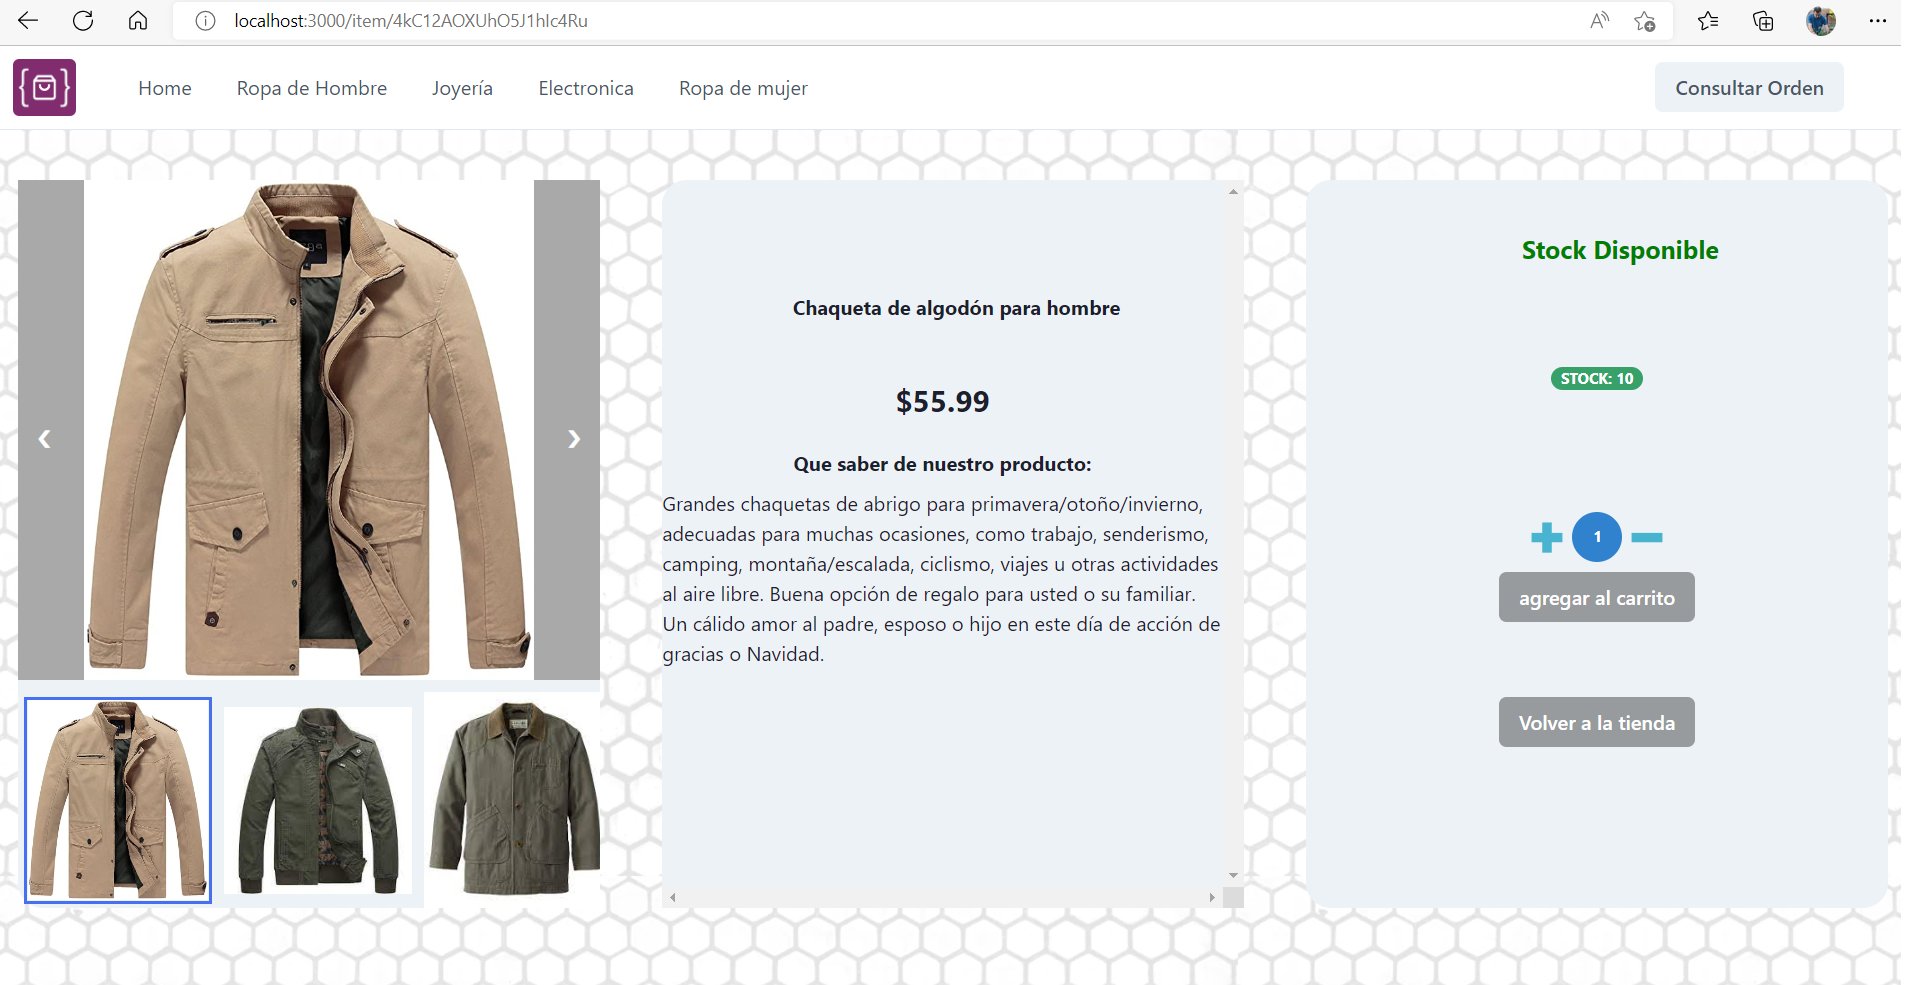 localhost:3000/item/4kC12AOXUhO5J1hIc4Ru
Home
Ropa de Hombre
Joyería
Electronica
Ropa de mujer
Consultar Orden
Chaqueta de algodón para hombre
$55.99
Que saber de nuestro producto:
Grandes chaquetas de abrigo para primavera/otoño/invierno,
adecuadas para muchas ocasiones, como trabajo, senderismo,
camping, montaña/escalada, ciclismo, viajes u otras actividades
al aire libre. Buena opción de regalo para usted o su familiar.
Un cálido amor al padre, esposo o hijo en este día de acción de
gracias o Navidad.
Stock Disponible
STOCK: 10
1
agregar al carrito
Volver a la tienda